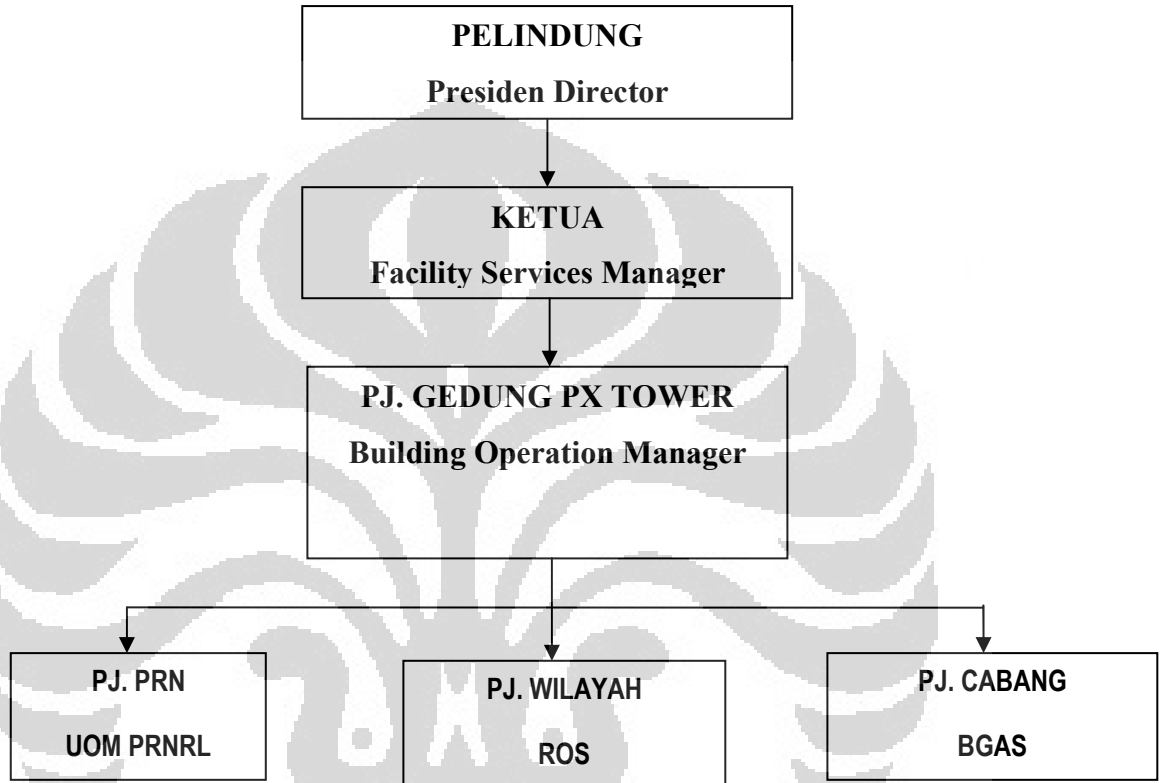 PELINDUNG
Presiden Director
KETUA
Facility Services Manager
PJ. GEDUNG PX TOWER
Building Operation Manager
PJ. PRN
UOM PRNRL
PJ. WILAYAH
ROS
PJ. CABANG
BGAS